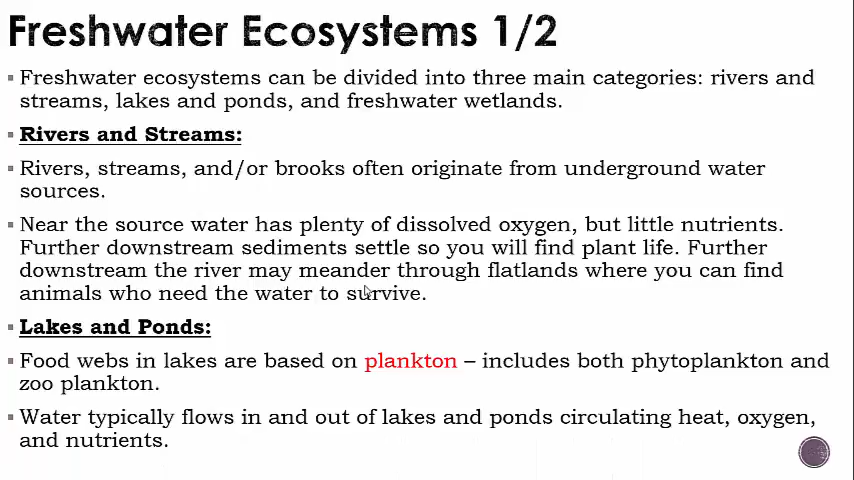 Freshwater Ecosystems 1/2
Freshwater ecosystems can be divided into three main categories: rivers and
streams, lakes and ponds, and freshwater wetlands.
Rivers and Streams:
Rivers, streams, and/or brooks often originate from underground water
sources.
Near the source water has plenty of dissolved oxygen, but little nutrients.
Further downstream sediments settle so you will find plant life. Further
downstream the river may meander through flatlands where you can find
animals who need the water to survive.
Lakes and Ponds:
Food webs in lakes are based on plankton – includes both phytoplankton and
zoo plankton.
Water typically flows in and out of lakes and ponds circulating heat, oxygen,
and nutrients.